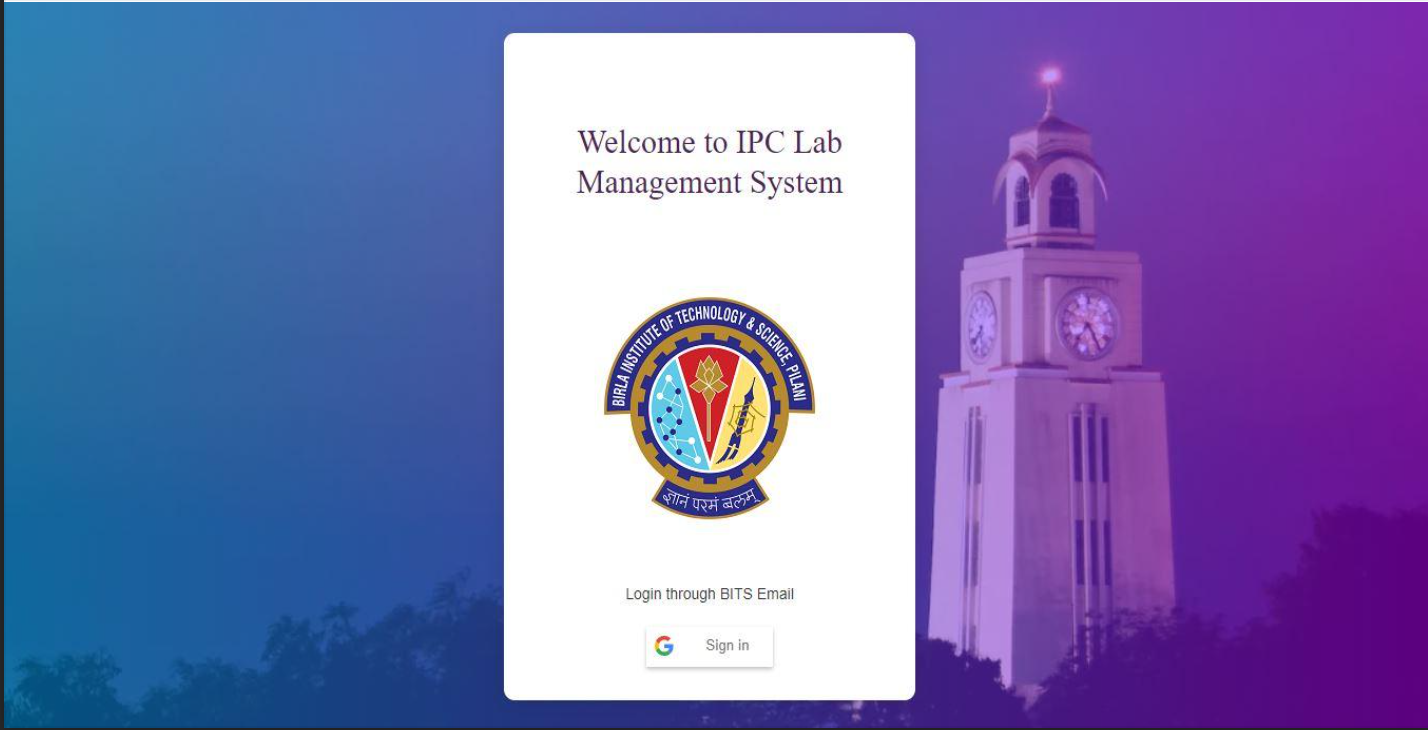 Welcome to IPC Lab
Management System
BIRLA INSTITUTE OF TECHNOLOGY & SCIENCE, PILANI
ज्ञानं परमं बलम्
Login through BITS Email
Sign in